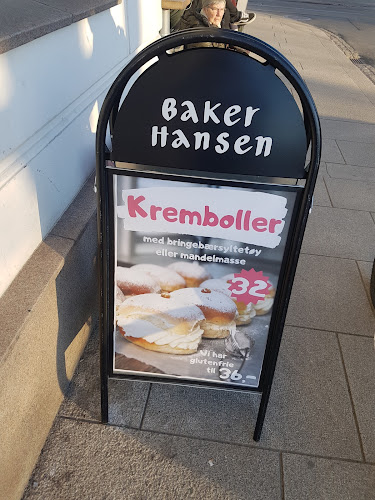 Baker
Hansen
Kremboller
med bringebærsyltetøy
eller mandelmasse
32
Vi har
glutenfrie
til 36.-